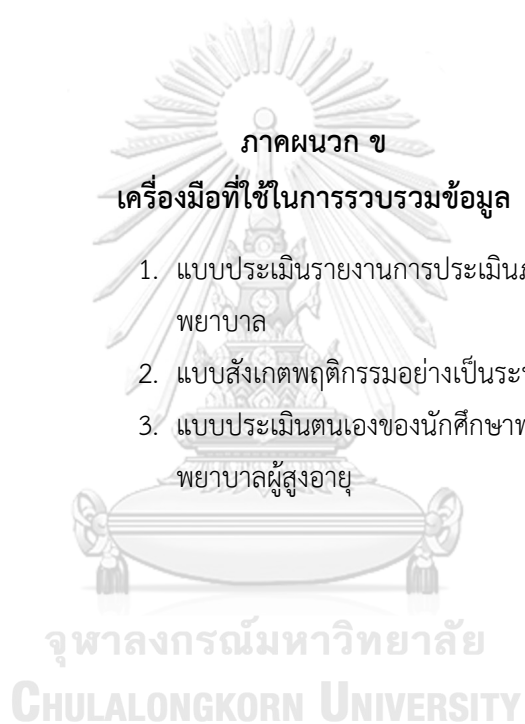 ภาคผนวก ข
เครื่องมือที่ใช้ในการรวบรวมข้อมูล
1. แบบประเมินรายงานการประเมิน
พยาบาล
2. แบบสังเกตพฤติกรรมอย่างเป็น
3. แบบประเมินตนเองของนักศึกษา
พยาบาลผู้สูงอายุ
จุฬาลงกรณ์มหาวิทยาลัย
CHULALONGKORN UNIVERSITY